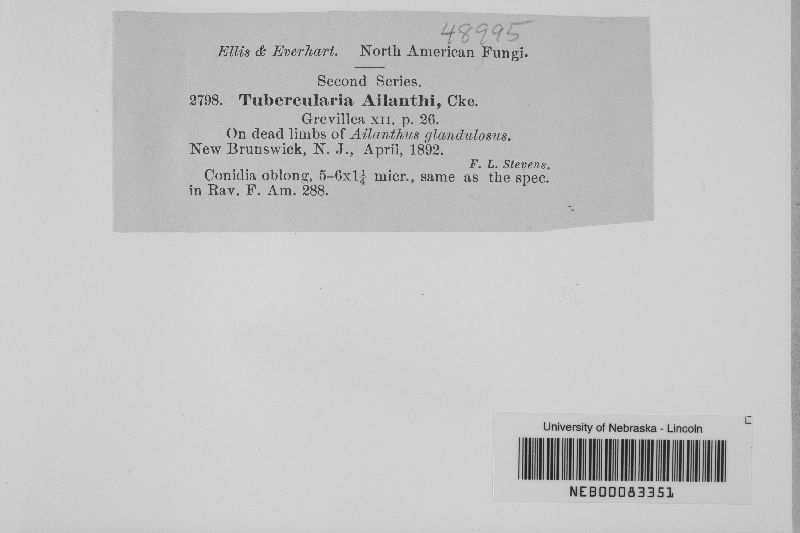 48995
Ellis & Everhart. North American Fungi.
Second Series.
2798. Tubercularia Ailanthi, Cke.
Grevillea XII, p. 26.
On dead limbs of Ailanthus glandulosus.
New Brunswick, N. J., April, 1892.
F. L. Stevens.
Conidia oblong, 5-6x1¼ micr., same as the spec.
in Rav. F. Am. 288.
University of Nebraska - Lincoln
NEB00083351